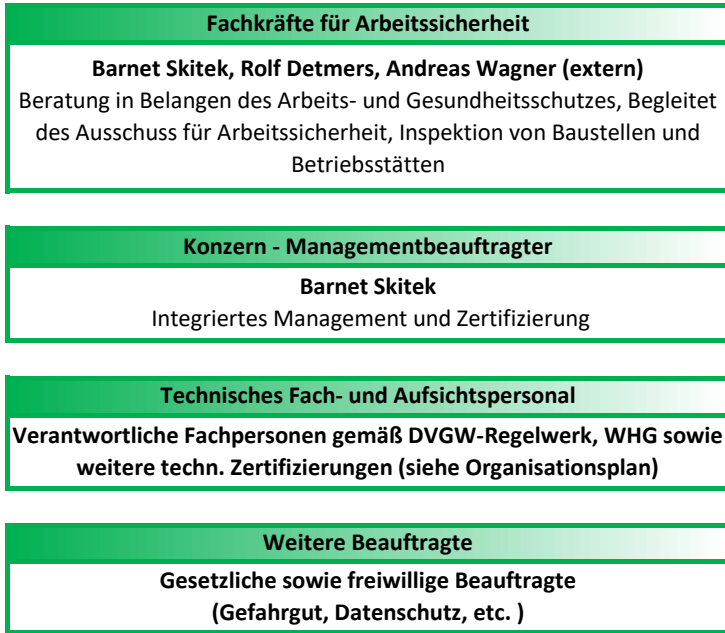 Fachkräfte für Arbeitssicherheit
Barnet Skitek, Rolf Detmers, Andreas Wagner (extern)
Beratung in Belangen des Arbeits- und Gesundheitsschutzes, Begleitet
des Ausschuss für Arbeitssicherheit, Inspektion von Baustellen und
Betriebsstätten
Konzern - Managementbeauftragter
Barnet Skitek
Integriertes Management und Zertifizierung
Technisches Fach- und Aufsichtspersonal
Verantwortliche Fachpersonen gemäß DVGW-Regelwerk, WHG sowie
weitere techn. Zertifizierungen (siehe Organisationsplan)
Weitere Beauftragte
Gesetzliche sowie freiwillige Beauftragte
(Gefahrgut, Datenschutz, etc. )